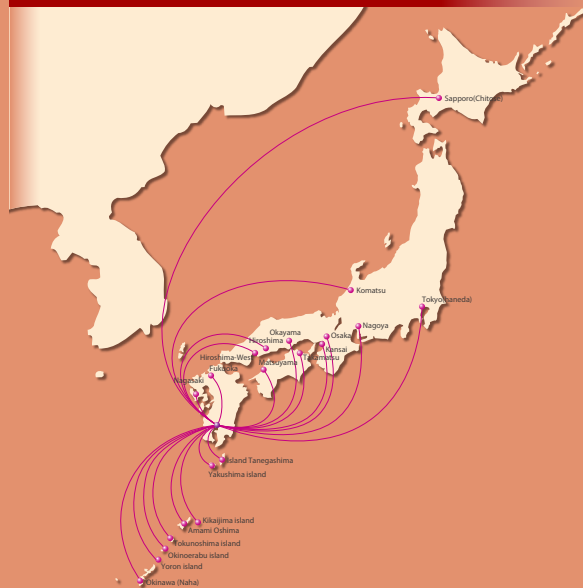 Sapporo(Chitose)
Komatsu
Tokyo(haneda)
Nagoya
Okayama
Osaka
Hiroshima
Kansai
Hiroshima-West
Takamatsu
Matsuyama
Fukuoka
Nagasaki
Island Tanegashima
Yakushima island
Kikaijima island
Amami Oshima
Tokunoshima island
Okinoerabu island
Yoron island
Okinawa (Naha)